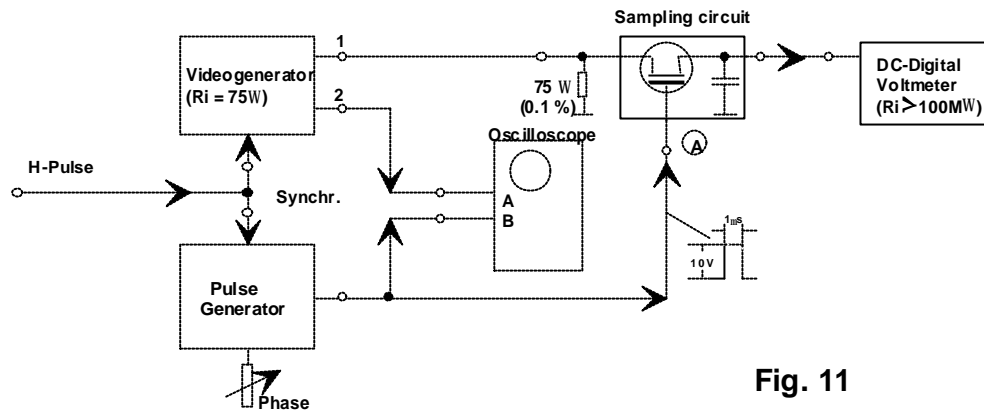 Sampling circuit
1
Videogenerator
(Ri = 75W)
2
75 W
(0.1 %)
DC-Digital
Voltmeter
(Ri >100MW)
Oscilloscope
A
H-Pulse
Synchr.
A
B
1ms
10V
Pulse
Generator
Phase
Fig. 11